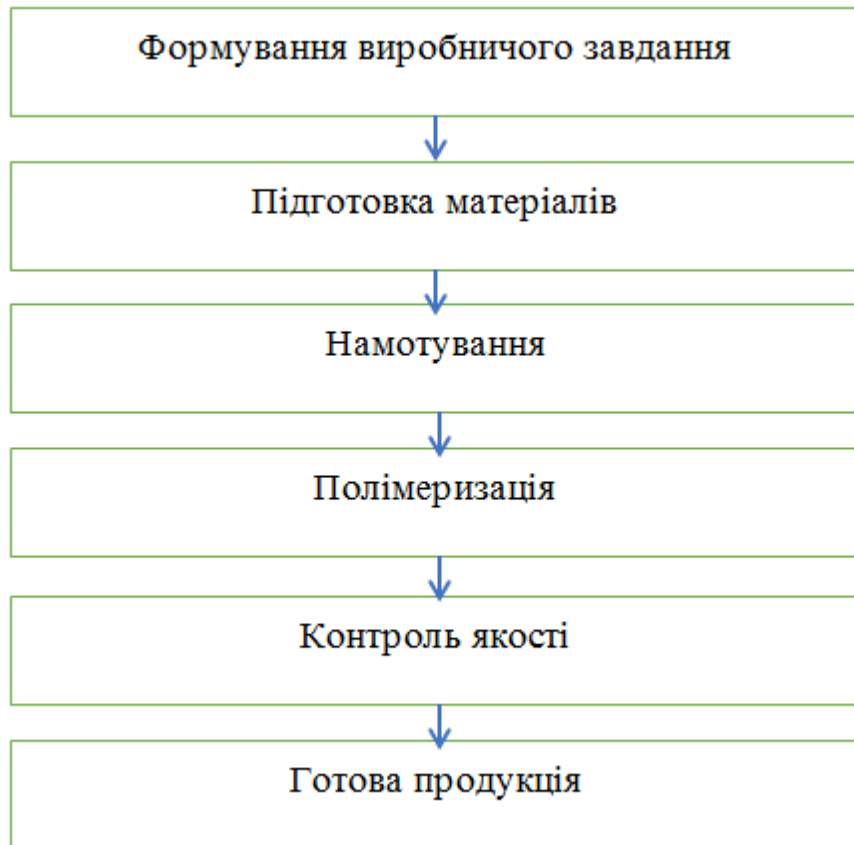 Формування виробничого завдання
Підготовка матеріалів
Намотування
Полімеризація
Контроль якості
Готова продукція